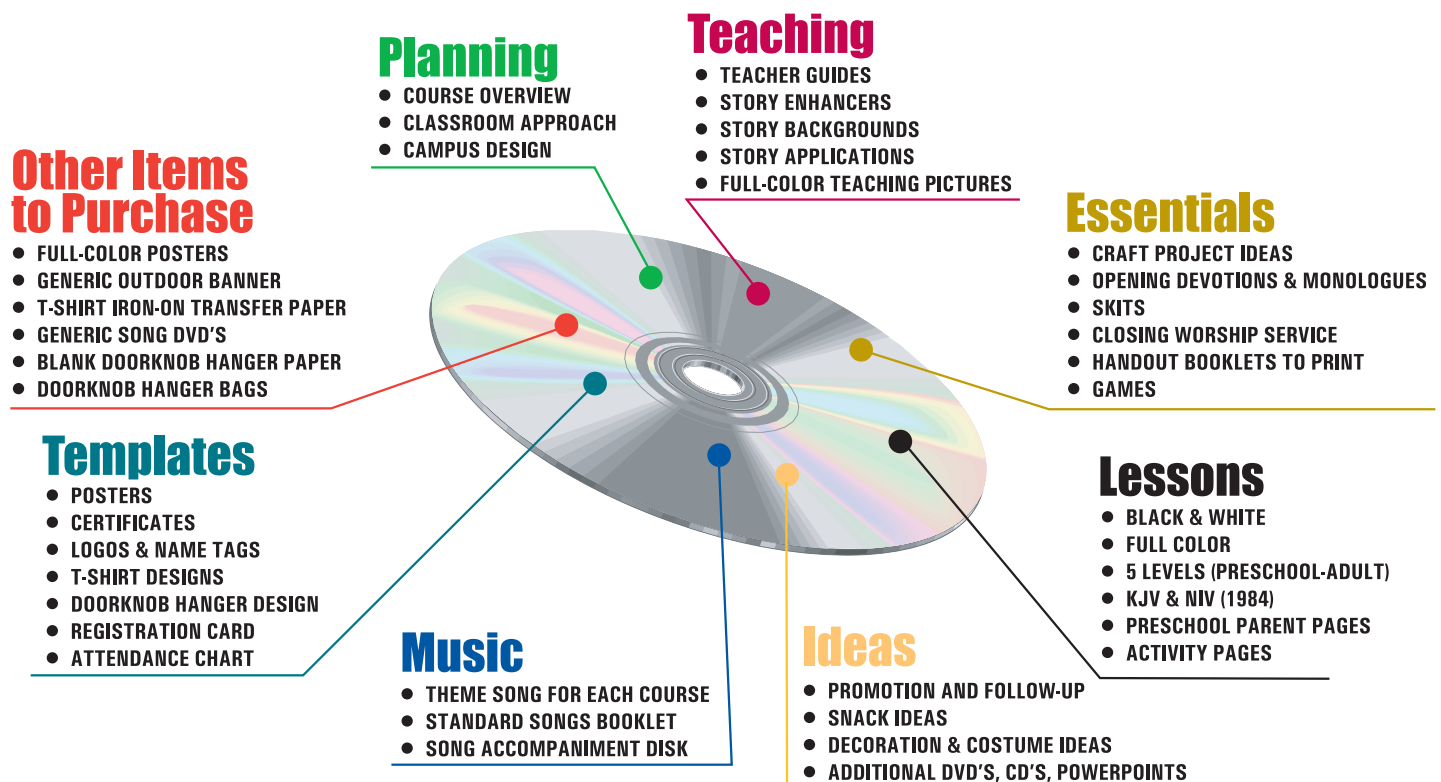 Planning
● COURSE OVERVIEW
● CLASSROOM APPROACH
● CAMPUS DESIGN
Teaching
● TEACHER GUIDES
● STORY ENHANCERS
● STORY BACKGROUNDS
● STORY APPLICATIONS
● FULL-COLOR TEACHING PICTURES
Other Items
to Purchase
● FULL-COLOR POSTERS
● GENERIC OUTDOOR BANNER
● T-SHIRT IRON-ON TRANSFER PAPER
● GENERIC SONG DVD'S
● BLANK DOORKNOB HANGER PAPER
● DOORKNOB HANGER BAGS
Essentials
● CRAFT PROJECT IDEAS
● OPENING DEVOTIONS & MONOLOGUES
● SKITS
● CLOSING WORSHIP SERVICE
● HANDOUT BOOKLETS TO PRINT
● GAMES
Templates
● POSTERS
● CERTIFICATES
● LOGOS & NAME TAGS
● T-SHIRT DESIGNS
● DOORKNOB HANGER DESIGN
● REGISTRATION CARD
● ATTENDANCE CHART
Music
● THEME SONG FOR EACH COURSE
● STANDARD SONGS BOOKLET
● SONG ACCOMPANIMENT DISK
Ideas
● PROMOTION AND FOLLOW-UP
● SNACK IDEAS
● DECORATION & COSTUME IDEAS
● ADDITIONAL DVD'S, CD'S, POWERPOINTS
Lessons
● BLACK & WHITE
● FULL COLOR
● 5 LEVELS (PRESCHOOL-ADULT)
● KJV & NIV (1984)
● PRESCHOOL PARENT PAGES
● ACTIVITY PAGES